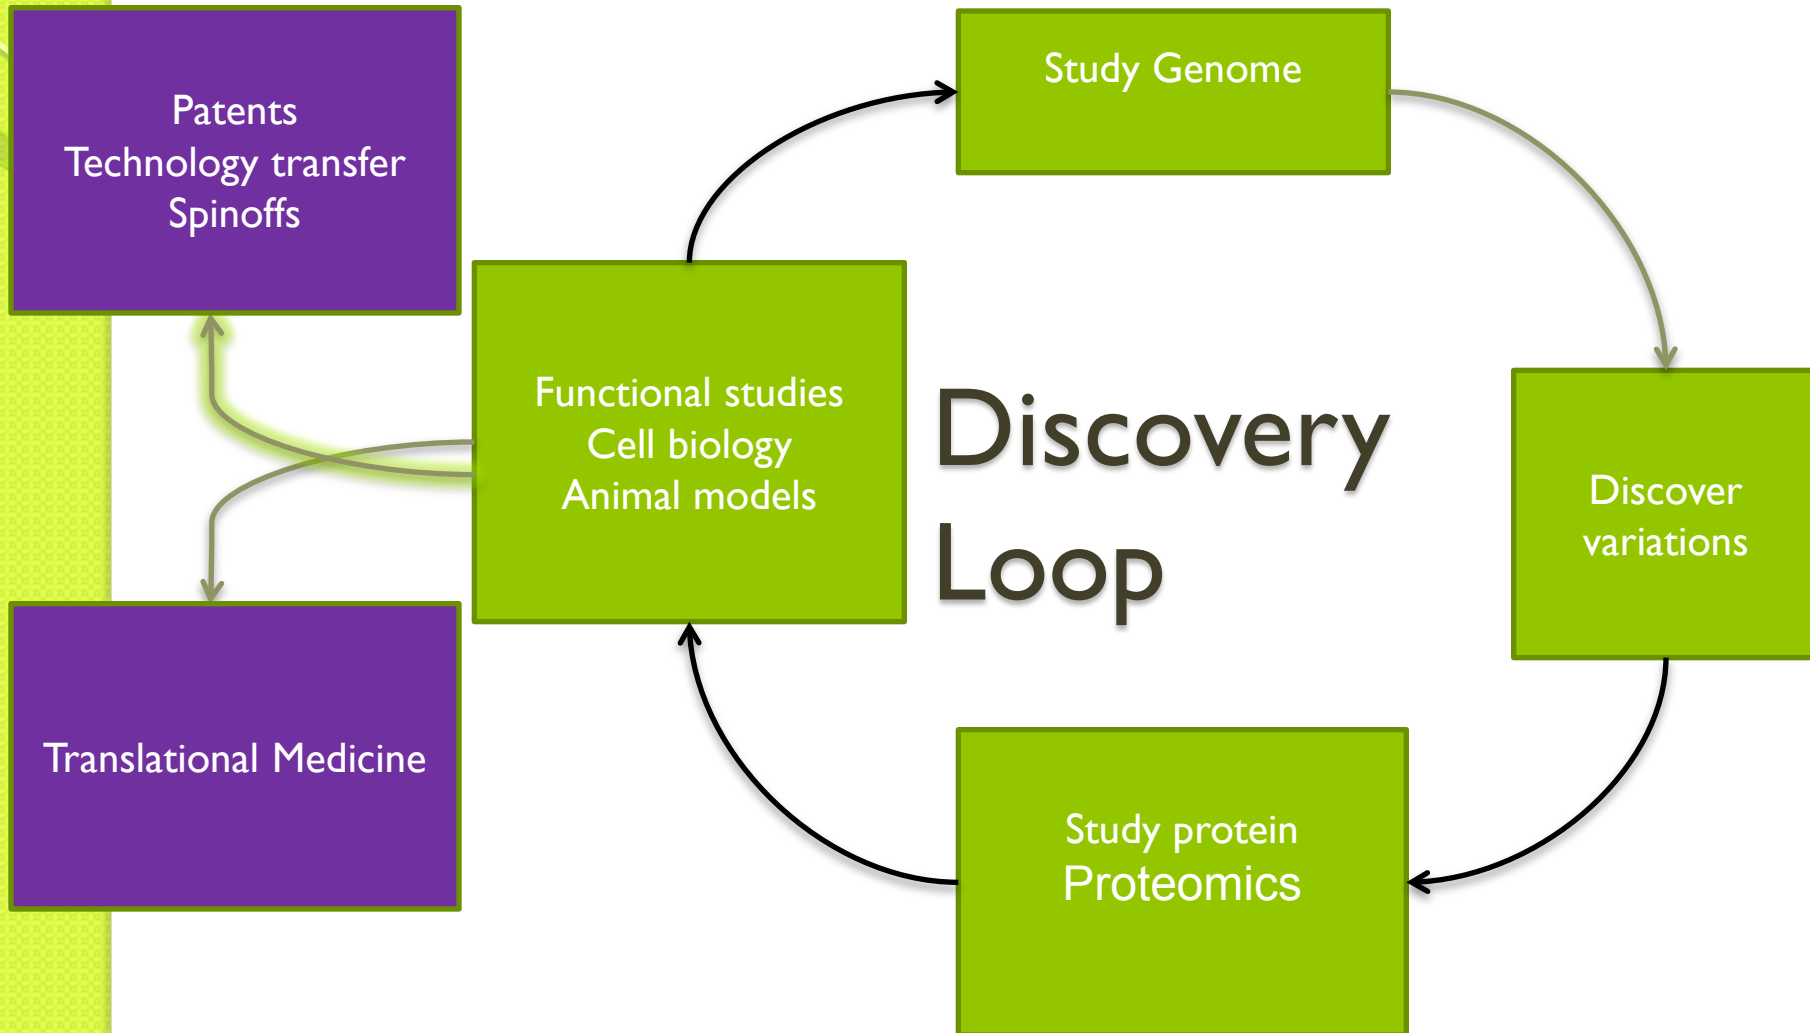 Patents
Technology transfer
Spinoffs
Study Genome
Functional studies
Cell biology
Animal models
Discovery
Loop
Discover
variations
Translational Medicine
Study protein
Proteomics